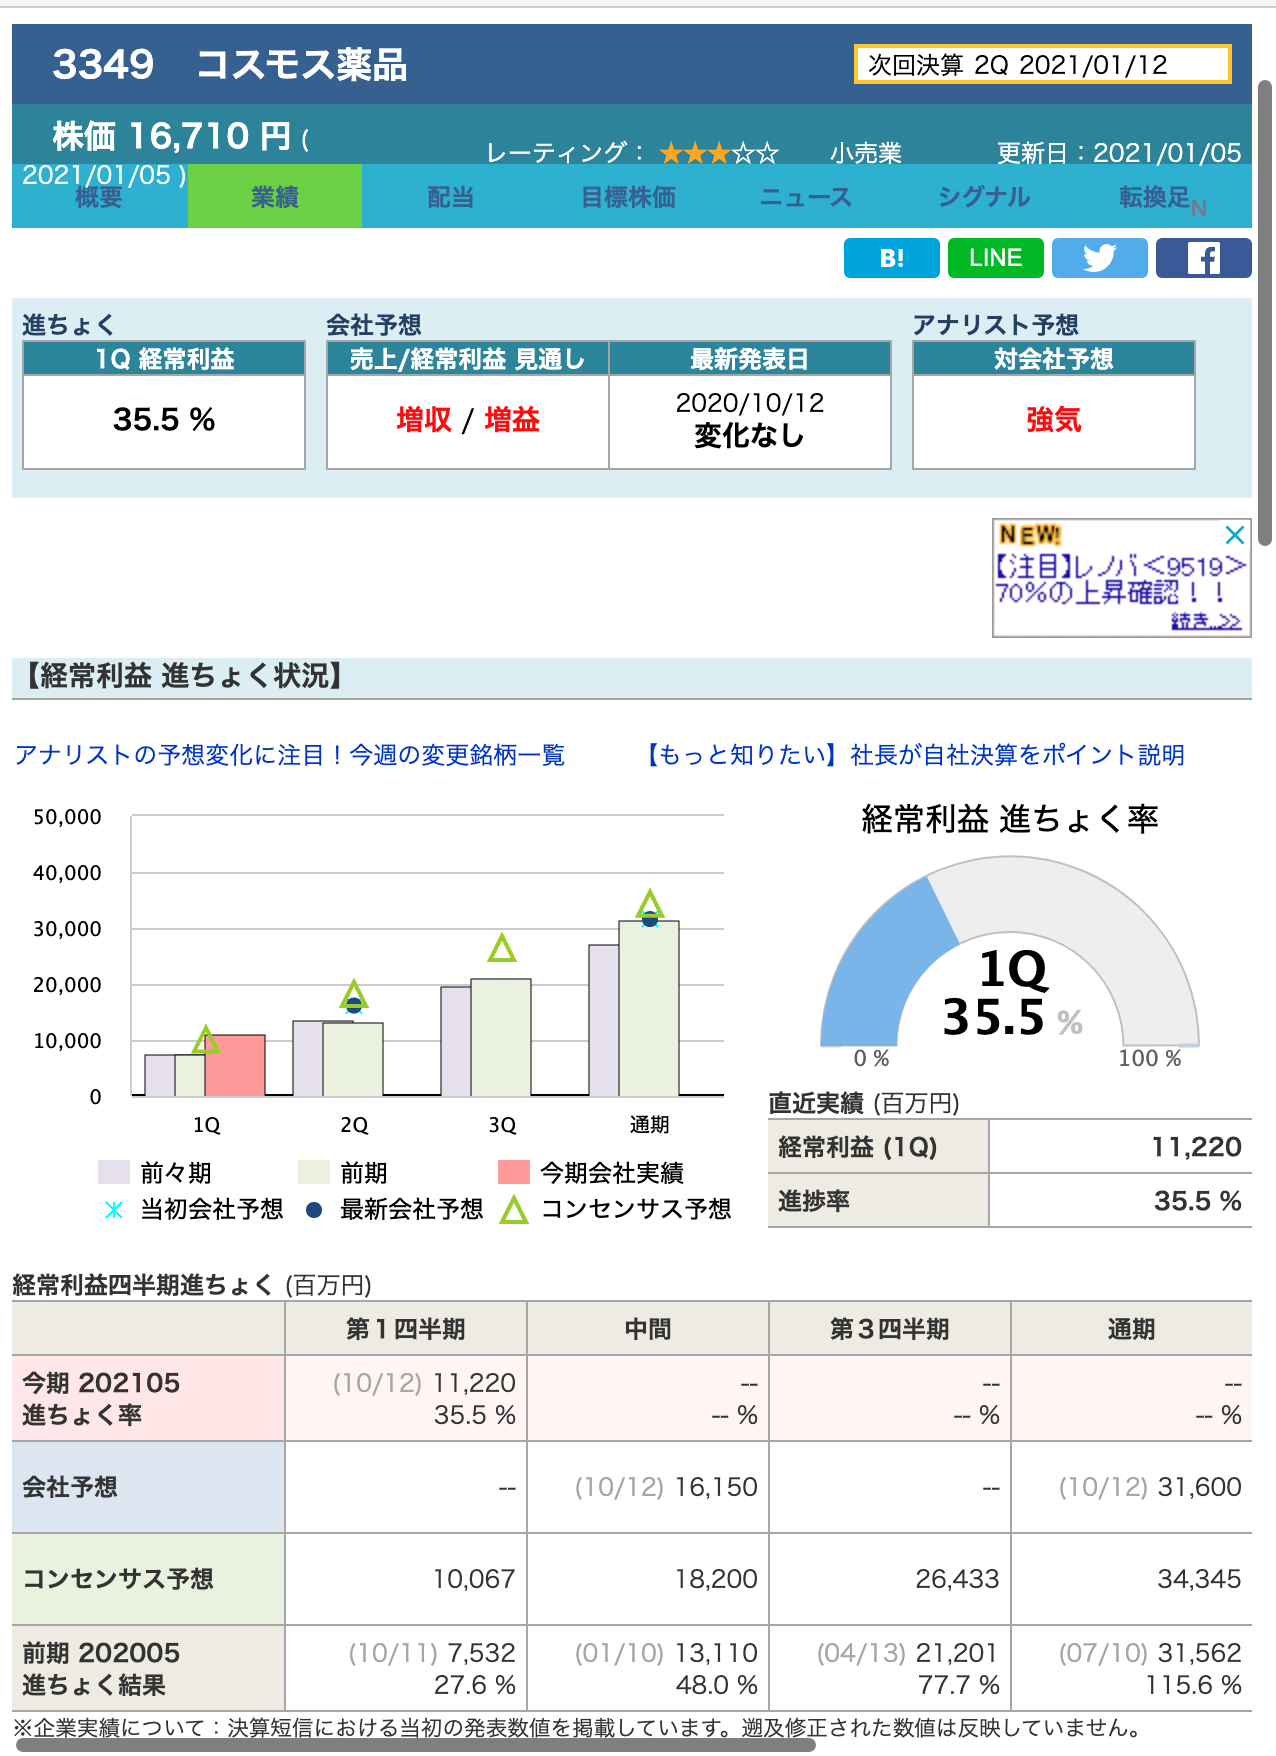 3349 コスモス薬品
次回決算 2Q 2021/01/12
株価 16,710 円 (
2021/01/05 )
レーティング： ★★★☆☆ 小売業 更新日：2021/01/05
概要 業績 配当 目標株価 ニュース シグナル 転換足 N
B! LINE
進ちょく
1Q 経常利益
35.5 %
会社予想
売上/経常利益 見通し 最新発表日
増収 / 増益
2020/10/12
変化なし
アナリスト予想
対会社予想
強気
NEW!
【注目】レノバ<9519>
70%の上昇確認！！
続き..>>
【経常利益 進ちょく状況】
アナリストの予想変化に注目！今週の変更銘柄一覧
【もっと知りたい】社長が自社決算をポイント説明
50,000
40,000
30,000
20,000
10,000
0
1Q 2Q 3Q 通期
前々期 前期 今期会社実績
当初会社予想 最新会社予想 コンセンサス予想
経常利益 進ちょく率
1Q
35.5 %
0 % 100 %
直近実績 (百万円)
経常利益 (1Q) 11,220
進捗率 35.5 %
経常利益四半期進ちょく (百万円)
第１四半期 中間 第３四半期 通期
今期 202105 (10/12) 11,220 -- -- --
進ちょく率 35.5 % -- % -- % -- %
会社予想 -- (10/12) 16,150 -- (10/12) 31,600
コンセンサス予想 10,067 18,200 26,433 34,345
前期 202005 (10/11) 7,532 (01/10) 13,110 (04/13) 21,201 (07/10) 31,562
進ちょく結果 27.6 % 48.0 % 77.7 % 115.6 %
※企業実績について：決算短信における当初の発表数値を掲載しています。遡及修正された数値は反映していません。